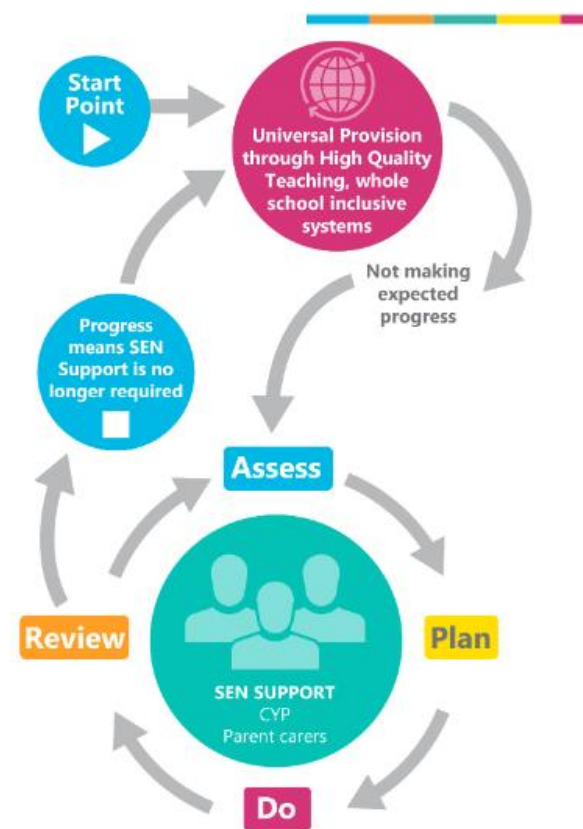 Start
Point
Universal Provision
through High Quality
Teaching, whole
school inclusive
systems
Not making
expected
progress
Progress
means SEN
Support is no
longer required
Assess
Review
Plan
SEN SUPPORT
CYP
Parent carers
Do